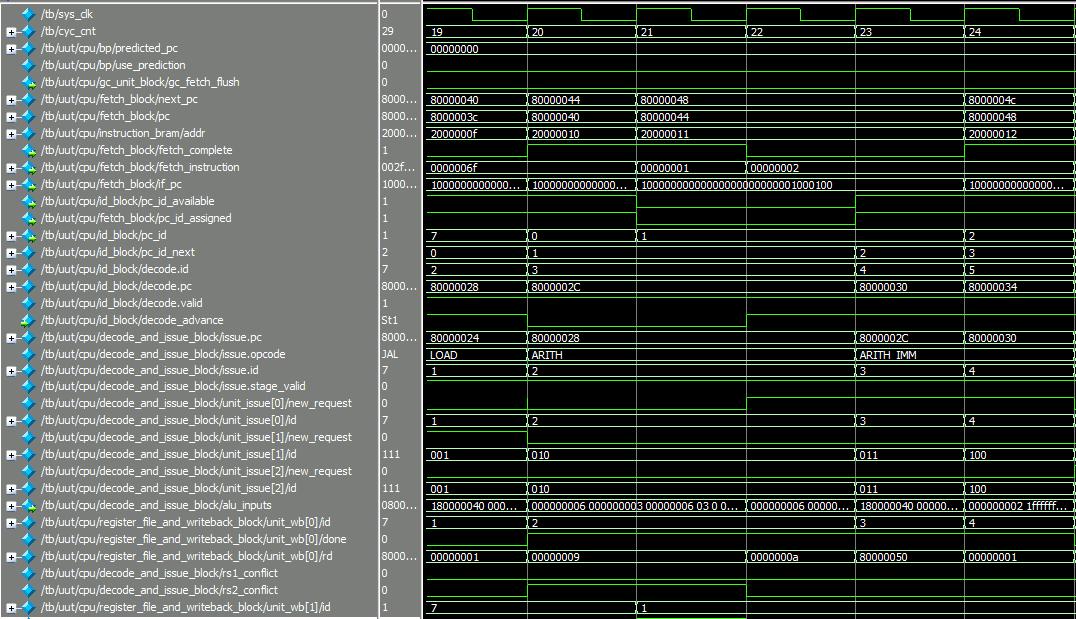 /tb/sys_clk 0
/tb/cyc_cnt 29 19 20 21 22 23 24
/tb/uut/cpu/bp/predicted_pc 0000... 00000000
/tb/uut/cpu/bp/use_prediction 0
/tb/uut/cpu/gc_unit_block/gc_fetch_flush 0
/tb/uut/cpu/fetch_block/next_pc 8000... 80000040 80000044 80000048 8000004c
/tb/uut/cpu/fetch_block/pc 8000... 8000003c 80000040 80000044 80000048
/tb/uut/cpu/instruction_bram/addr 2000... 2000000f 20000010 20000011 20000012
/tb/uut/cpu/fetch_block/fetch_complete 1
/tb/uut/cpu/fetch_block/fetch_instruction 002f... 0000006f 00000001 00000002
/tb/uut/cpu/fetch_block/if_pc 1000... 1000000000000... 1000000000000... 10000000000000000000000001000100 1000000000000...
/tb/uut/cpu/id_block/pc_id_available 1
/tb/uut/cpu/fetch_block/pc_id_assigned 1
/tb/uut/cpu/id_block/pc_id 1 7 0 1 2
/tb/uut/cpu/id_block/pc_id_next 2 0 1 2 3
/tb/uut/cpu/id_block/decode.id 7 2 3 4 5
/tb/uut/cpu/id_block/decode.pc 8000... 80000028 8000002C 80000030 80000034
/tb/uut/cpu/id_block/decode.valid 1
/tb/uut/cpu/id_block/decode_advance St1
/tb/uut/cpu/decode_and_issue_block/issue.pc 8000... 80000024 80000028 8000002C 80000030
/tb/uut/cpu/decode_and_issue_block/issue.opcode JAL LOAD ARITH ARITH IMM
/tb/uut/cpu/decode_and_issue_block/issue.id 7 1 2 3 4
/tb/uut/cpu/decode_and_issue_block/issue.stage_valid 0
/tb/uut/cpu/decode_and_issue_block/unit_issue[0]/new_request 0
/tb/uut/cpu/decode_and_issue_block/unit_issue[0]/id 7 1 2 3 4
/tb/uut/cpu/decode_and_issue_block/unit_issue[1]/new_request 0
/tb/uut/cpu/decode_and_issue_block/unit_issue[1]/id 111 001 010 011 100
/tb/uut/cpu/decode_and_issue_block/unit_issue[2]/new_request 0
/tb/uut/cpu/decode_and_issue_block/unit_issue[2]/id 111 001 010 011 100
/tb/uut/cpu/decode_and_issue_block/alu_inputs 0800... 180000040 000... 000000006 000000003 00000006 03 0 0... 000000006 00000... 180000040 00000... 000000002 1ffffff...
/tb/uut/cpu/register_file_and_writeback_block/unit_wb[0]/id 7 1 2 3 4
/tb/uut/cpu/register_file_and_writeback_block/unit_wb[0]/done 0
/tb/uut/cpu/register_file_and_writeback_block/unit_wb[0]/rd 8000... 00000001 00000009 0000000a 80000050 00000001
/tb/uut/cpu/decode_and_issue_block/rs1_conflict 0
/tb/uut/cpu/decode_and_issue_block/rs2_conflict 0
/tb/uut/cpu/register_file_and_writeback_block/unit_wb[1]/id 1 7 1